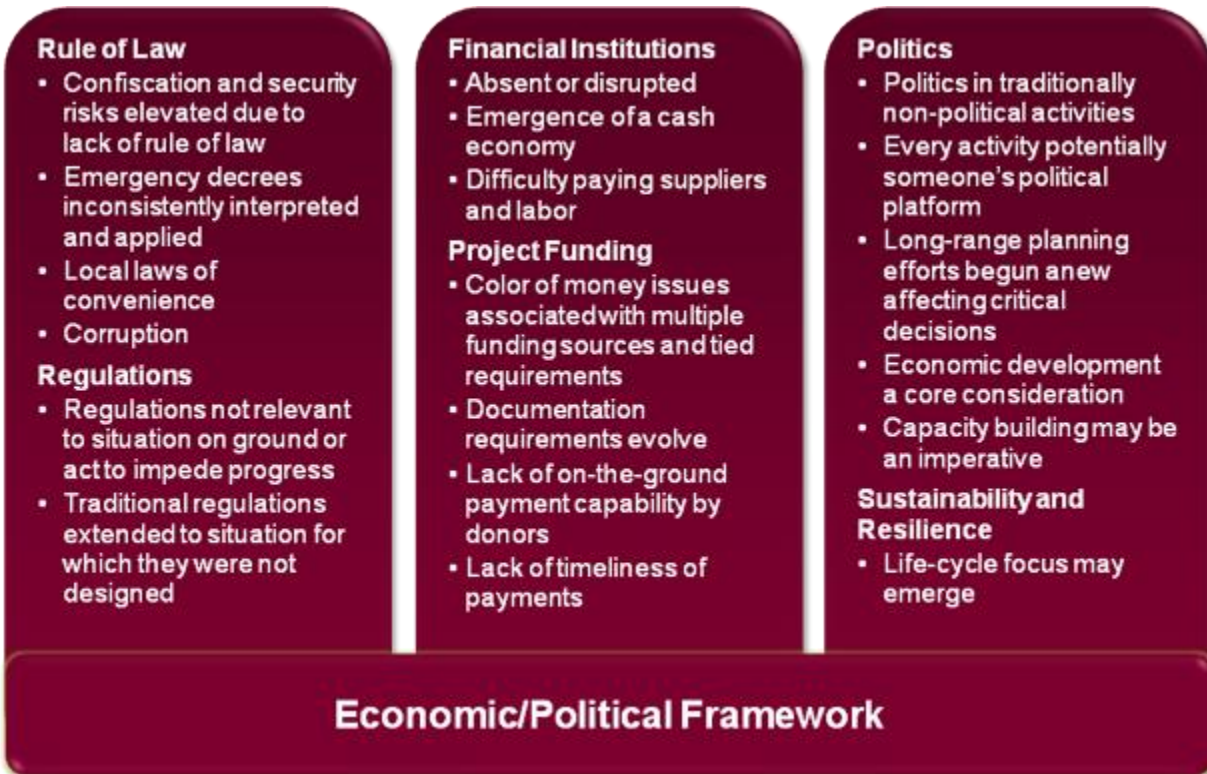 Rule of Law
▪ Confiscation and security
risks elevated due to
lack of rule of law
▪ Emergency decrees
inconsistently interpreted
and applied
▪ Local laws of
convenience
▪ Corruption
Regulations
▪ Regulations not relevant
to situation on ground or
act to impede progress
▪ Traditional regulations
extended to situation for
which they were not
designed
Financial Institutions
▪ Absent or disrupted
▪ Emergence of a cash
economy
▪ Difficulty paying suppliers
and labor
Project Funding
▪ Color of money issues
associated with multiple
funding sources and tied
requirements
▪ Documentation
requirements evolve
▪ Lack of on-the-ground
payment capability by
donors
▪ Lack of timeliness of
payments
Politics
▪ Politics in traditionally
non-political activities
▪ Every activity potentially
someone's political
platform
▪ Long-range planning
efforts begun anew
affecting critical
decisions
▪ Economic development
a core consideration
▪ Capacity building may be
an imperative
Sustainability and
Resilience
▪ Life-cycle focus may
emerge
Economic/Political Framework